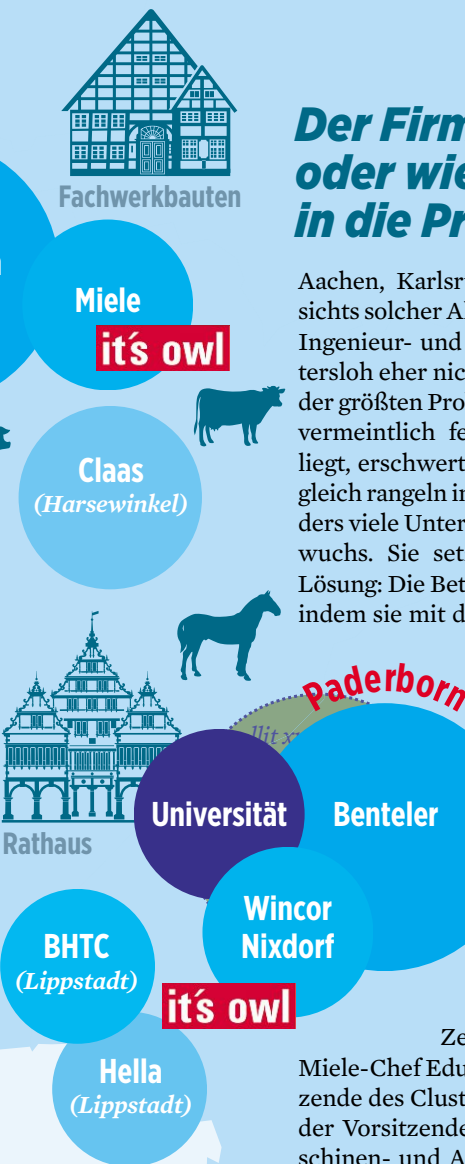 Fachwerkbauten
Miele
it´s owl
Claas
(Harsewinkel)
Der Firm
oder wie
in die Pr
Aachen, Karlsr
sichts solcher Al
Ingenieur- und
tersloh eher nic
der größten Pro
vermeintlich fe
liegt, erschwert
gleich rangeln in
ders viele Unter
wuchs. Sie set
Lösung: Die Bet
indem sie mit d
Rathaus
Paderborn
Universität
Benteler
Wincor
Nixdorf
BHTC
(Lippstadt)
it´s owl
Hella
(Lippstadt)
Ze
Miele-Chef Edu
zende des Clust
der Vorsitzende
schinen- und A